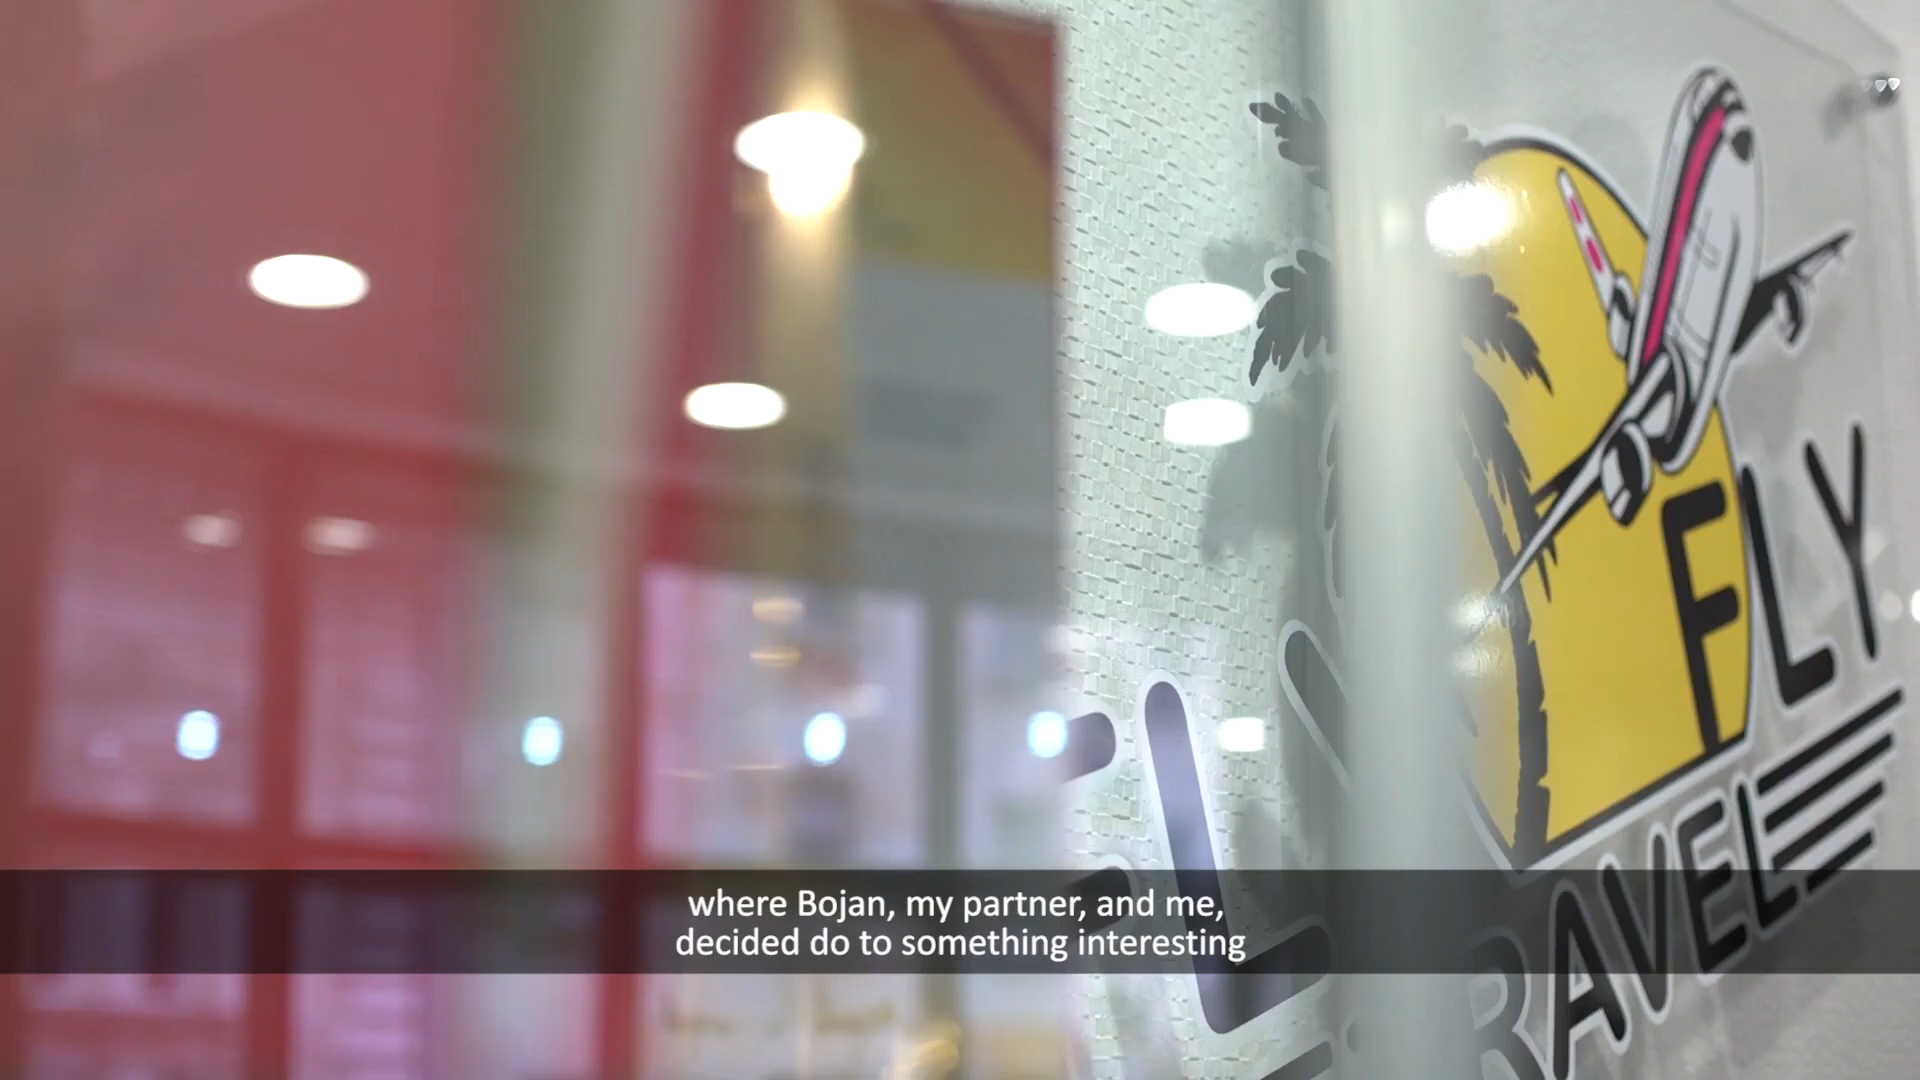 FLY
RAVEL
where Bojan, my partner, and me,
decided do to something interesting